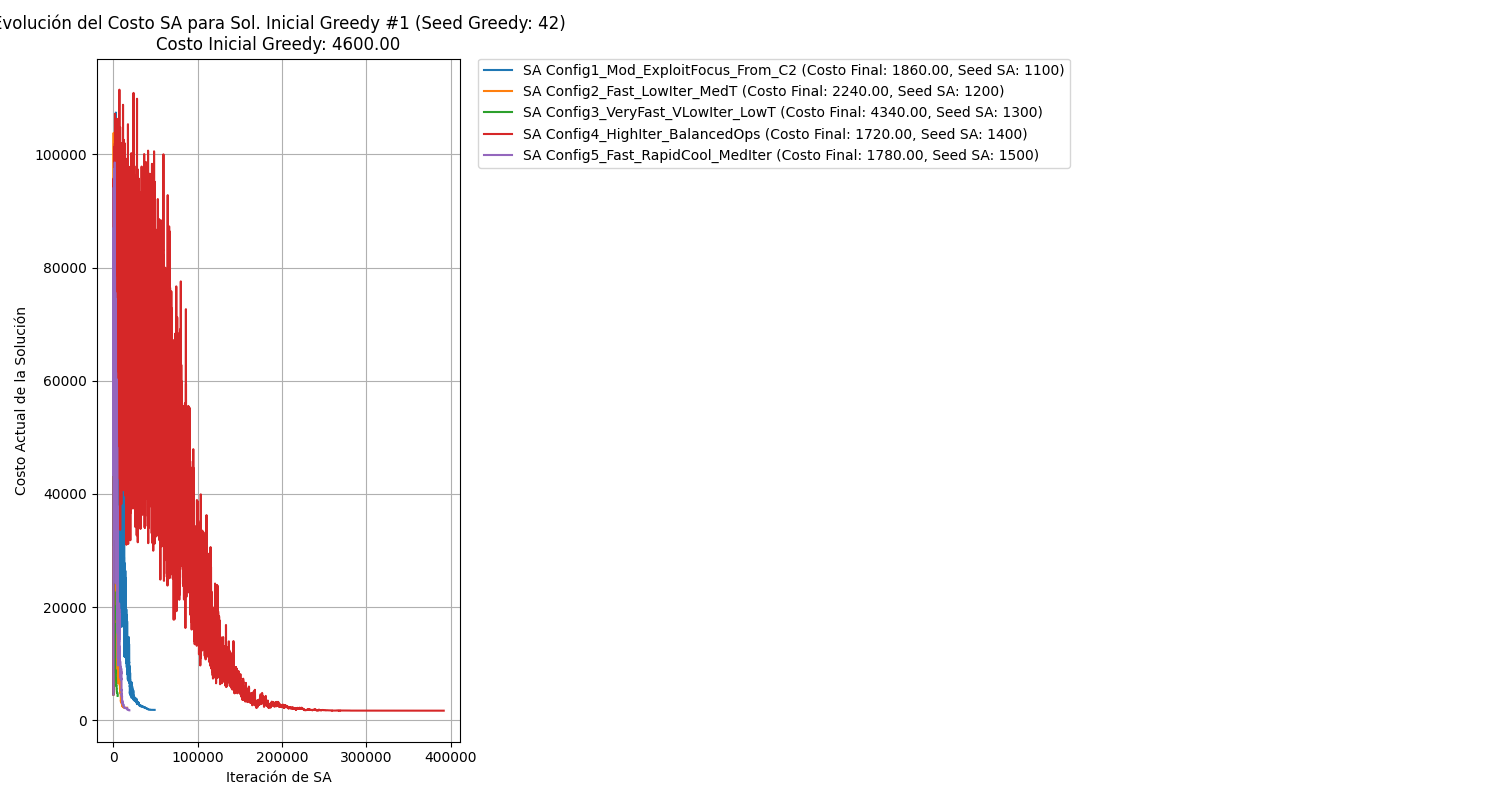 Evolución del Costo SA para Sol. Inicial Greedy #1 (Seed Greedy: 42)
Costo Inicial Greedy: 4600.00
SA Config1_Mod_ExploitFocus_From_C2 (Costo Final: 1860.00, Seed SA: 1100)
SA Config2_Fast_LowIter_MedT (Costo Final: 2240.00, Seed SA: 1200)
SA Config3_VeryFast_VLowIter_LowT (Costo Final: 4340.00, Seed SA: 1300)
SA Config4_HighIter_BalancedOps (Costo Final: 1720.00, Seed SA: 1400)
SA Config5_Fast_RapidCool_MedIter (Costo Final: 1780.00, Seed SA: 1500)
Costo Actual de la Solución
100000
80000
60000
40000
20000
0
0 100000 200000 300000 400000
Iteración de SA